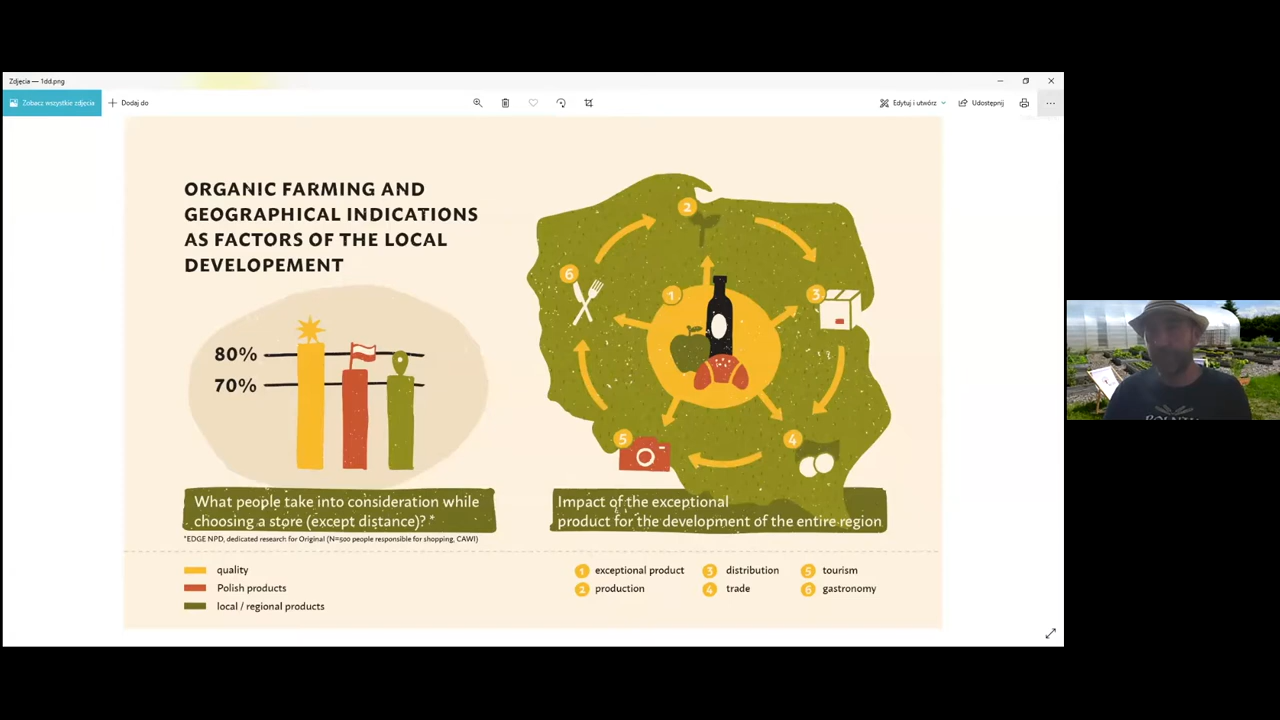 Zdjęcia — 1dd.png
Zobacz wszystkie zdjęcia
Dodaj do
Edytuj i utwórz
Udostępnij
ORGANIC FARMING AND
GEOGRAPHICAL INDICATIONS
AS FACTORS OF THE LOCAL
DEVELOPEMENT
80%
70%
What people take into consideration while
choosing a store (except distance)? *
*EDGE NPD, dedicated research for Original (N=500 people responsible for shopping, CAWI)
quality
Polish products
local / regional products
1
2
3
4
5
6
Impact of the exceptional
product for the development of the entire region
1 exceptional product
2 production
3 distribution
4 trade
5 tourism
6 gastronomy